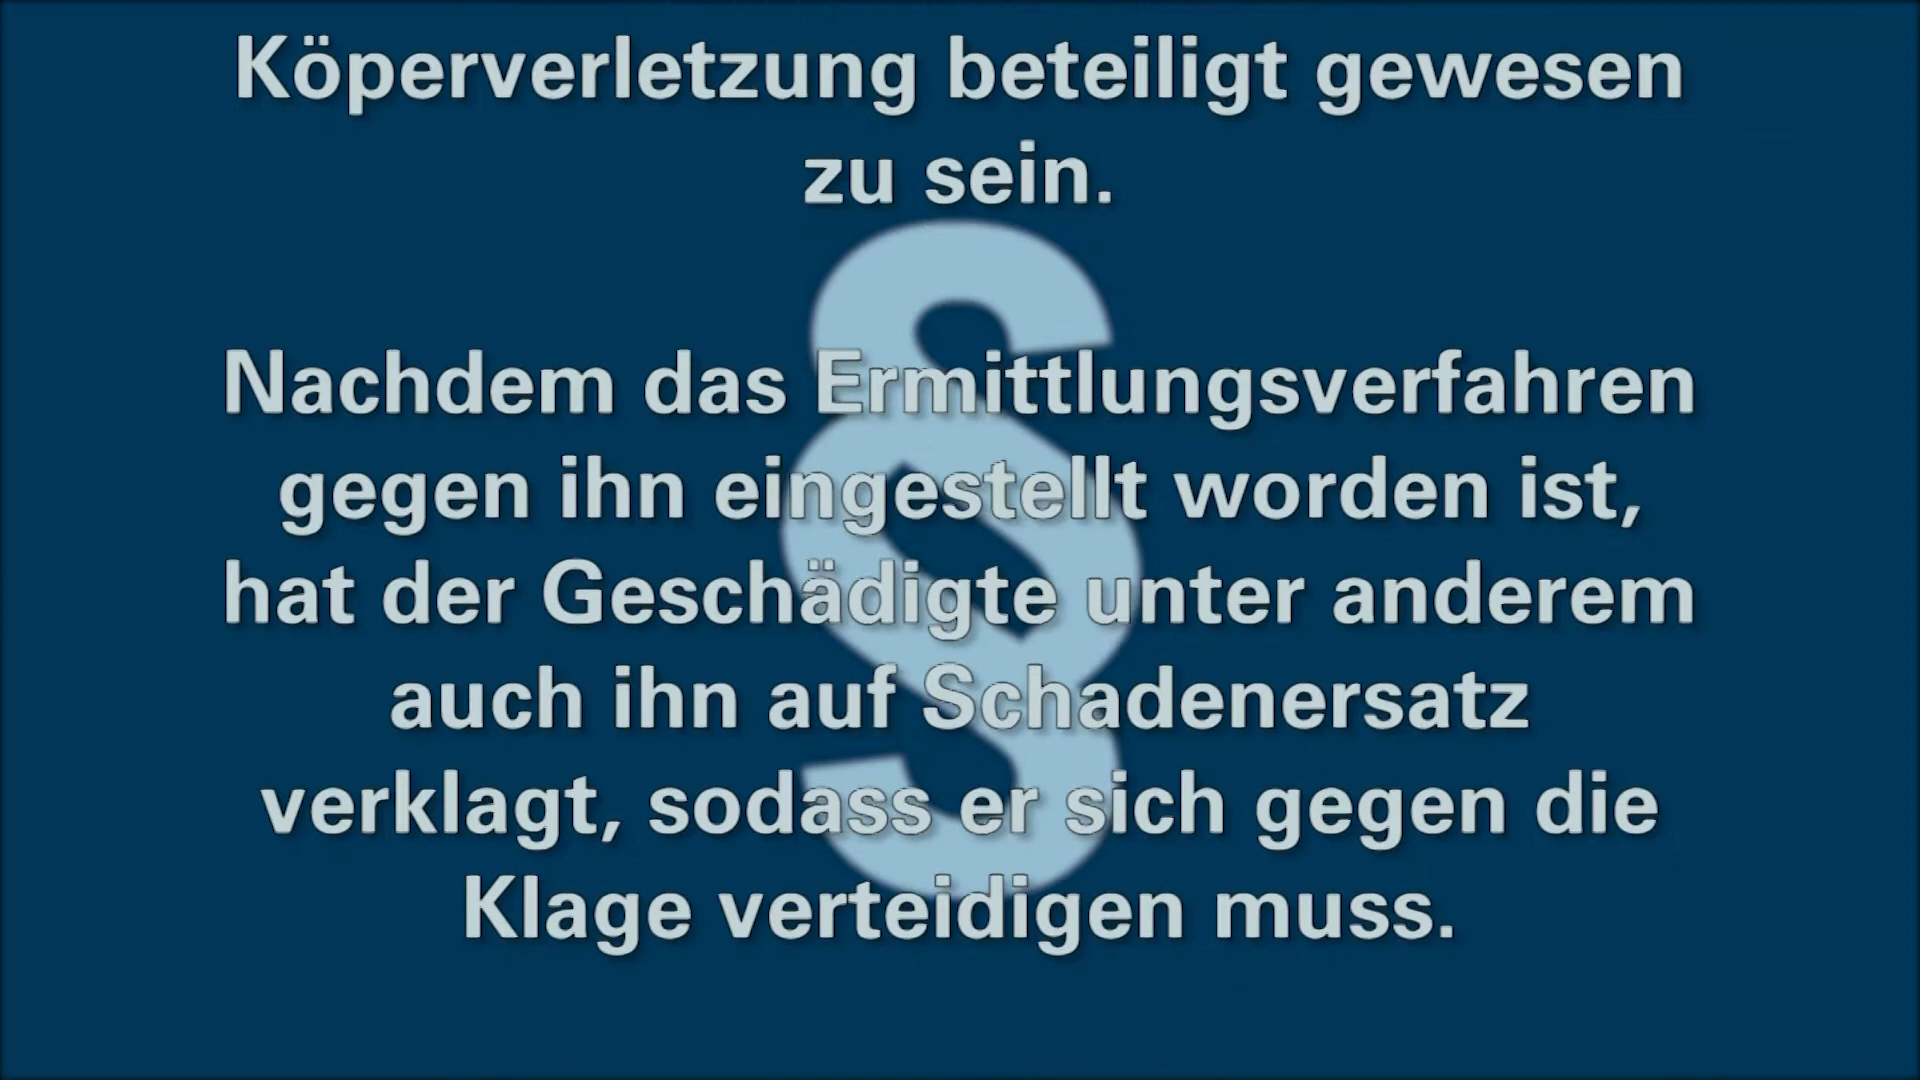 Köperverletzung beteiligt gewesen
zu sein.
Nachdem das Ermittlungsverfahren
gegen ihn eingestellt worden ist,
hat der Geschädigte unter anderem
auch ihn auf Schadenersatz
verklagt, sodass er sich gegen die
Klage verteidigen muss.
§